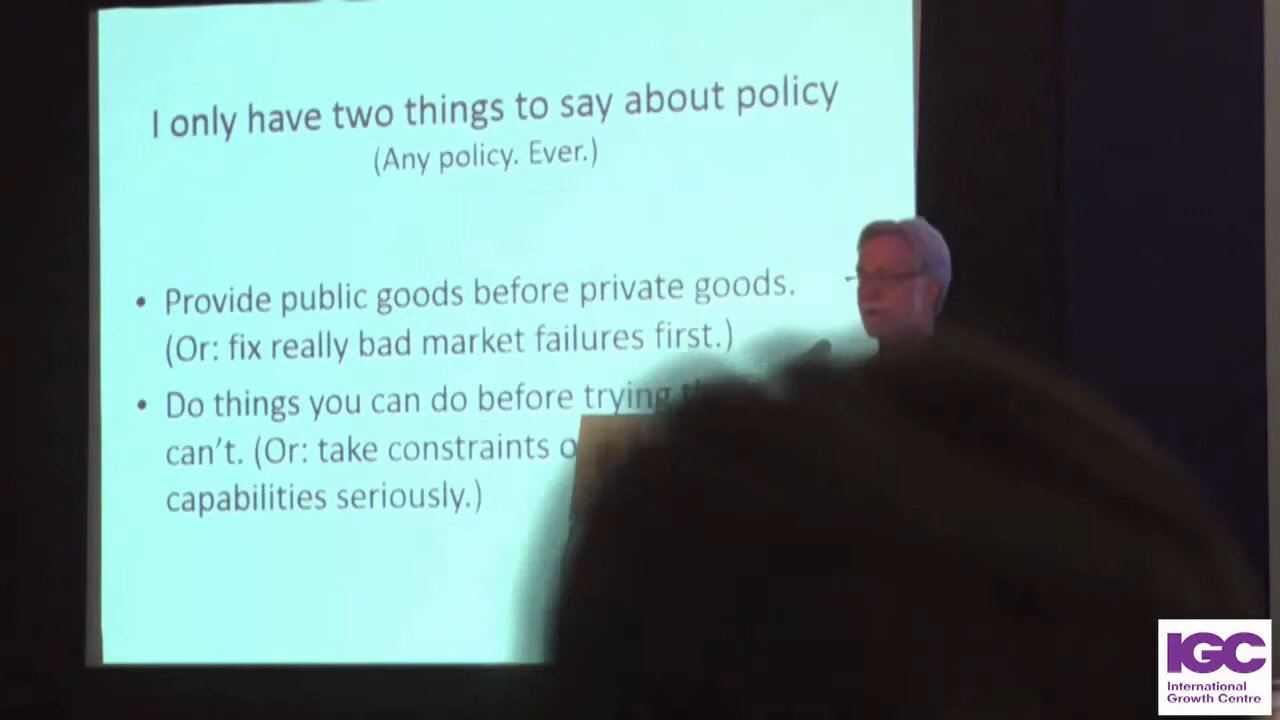 I only have two things to say about policy
(Any policy. Ever.)
• Provide public goods before private goods.
(Or: fix really bad market failures first.)
• Do things you can do before trying
can't. (Or: take constraints
capabilities seriously.)
IGC
International
Growth Centre